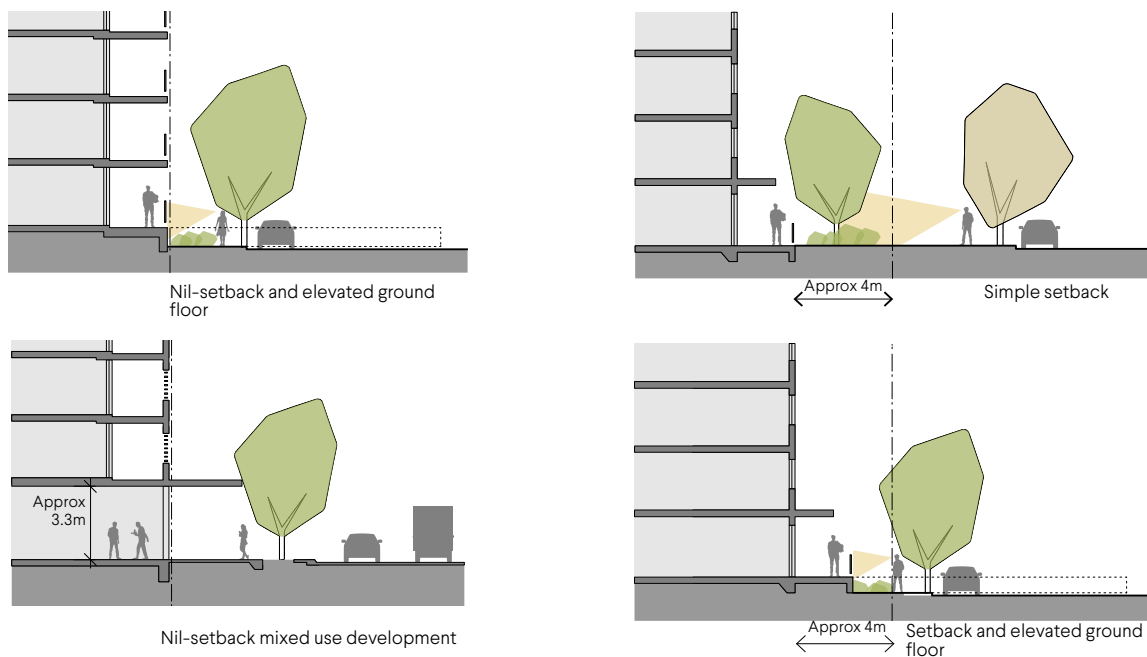 Nil-setback and elevated ground
floor
Approx 4m
Simple setback
Approx
3.3m
Nil-setback mixed use development
Approx 4m
Setback and elevated ground
floor